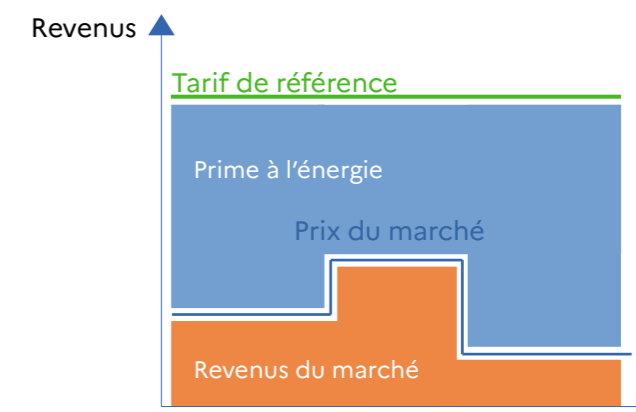 Revenus
Tarif de référence
Prime à l’énergie
Prix du marché
Revenus du marché